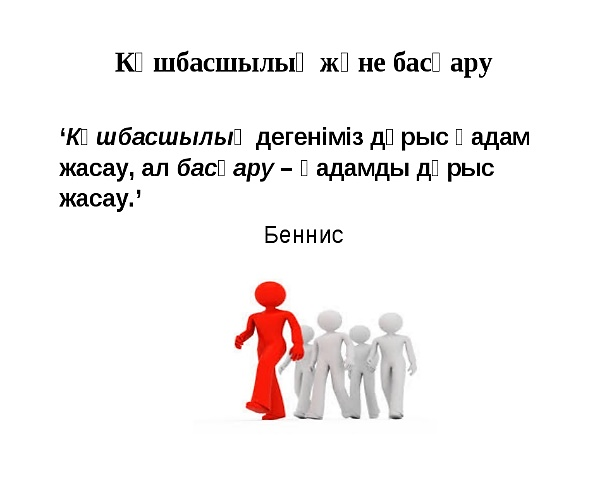 К�шбасшылы� ж�не бас�ару
‘К�шбасшылы� дегеніміз д�рыс �адам
жасау, ал бас�ару – �адамды д�рыс
жасау.’
Беннис